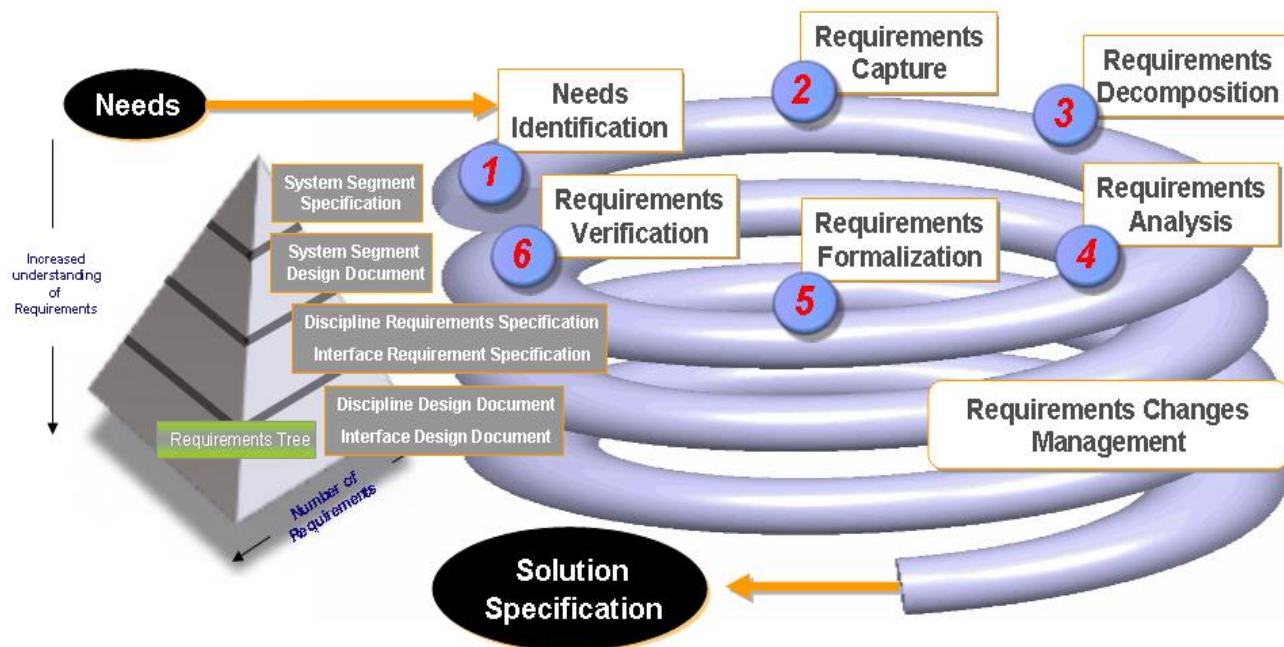 Needs
Needs
Identification
1
Requirements
Capture
2
Requirements
Decomposition
3
Requirements
Analysis
4
Requirements
Formalization
5
Requirements
Verification
6
System Segment
Specification
System Segment
Design Document
Discipline Requirements Specification
Interface Requirement Specification
Discipline Design Document
Interface Design Document
Requirements Tree
Increased
understanding
of
Requirements
Number of
Requirements
Requirements Changes
Management
Solution
Specification